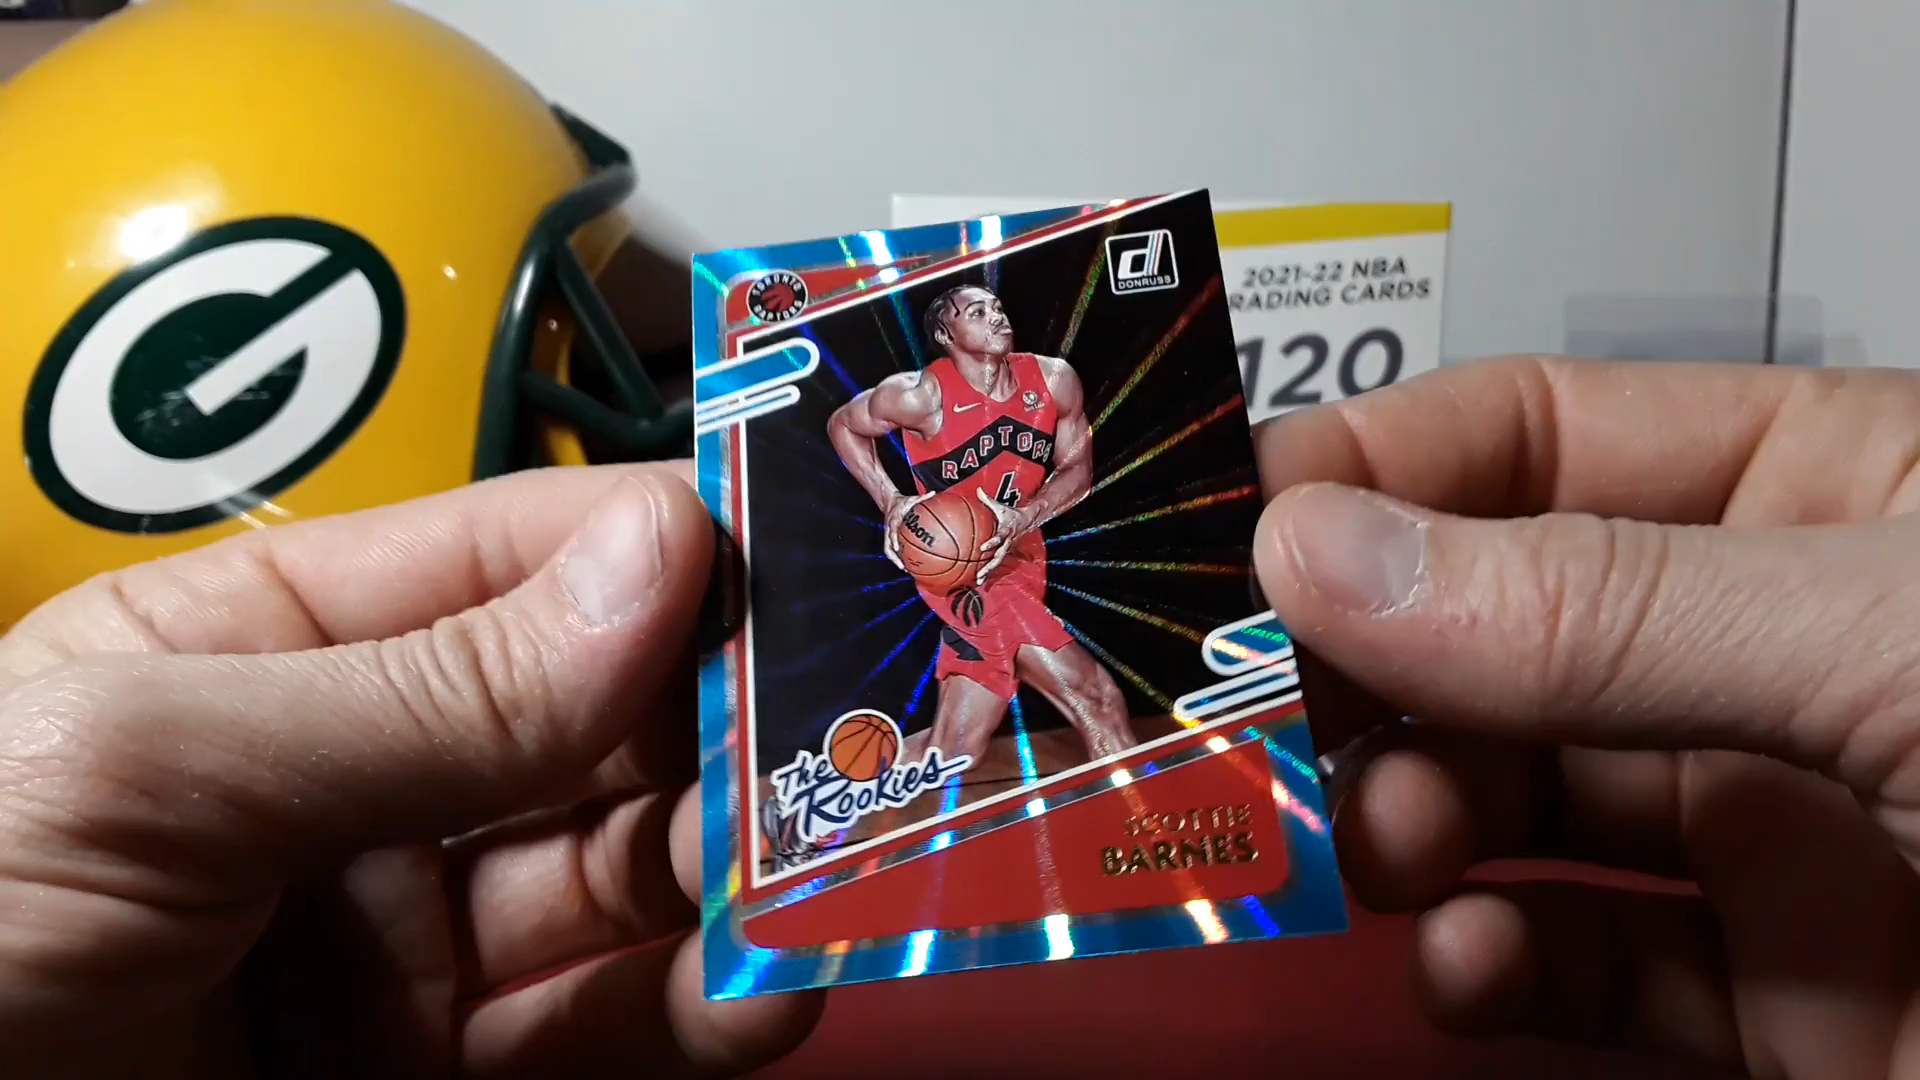 G
TORONTO
RAPTORS
DONRUSS
RAPTORS
4
Wilson
The
Rookies
SCOTTIE
BARNES
2021-22 NBA
RADING CARDS
120